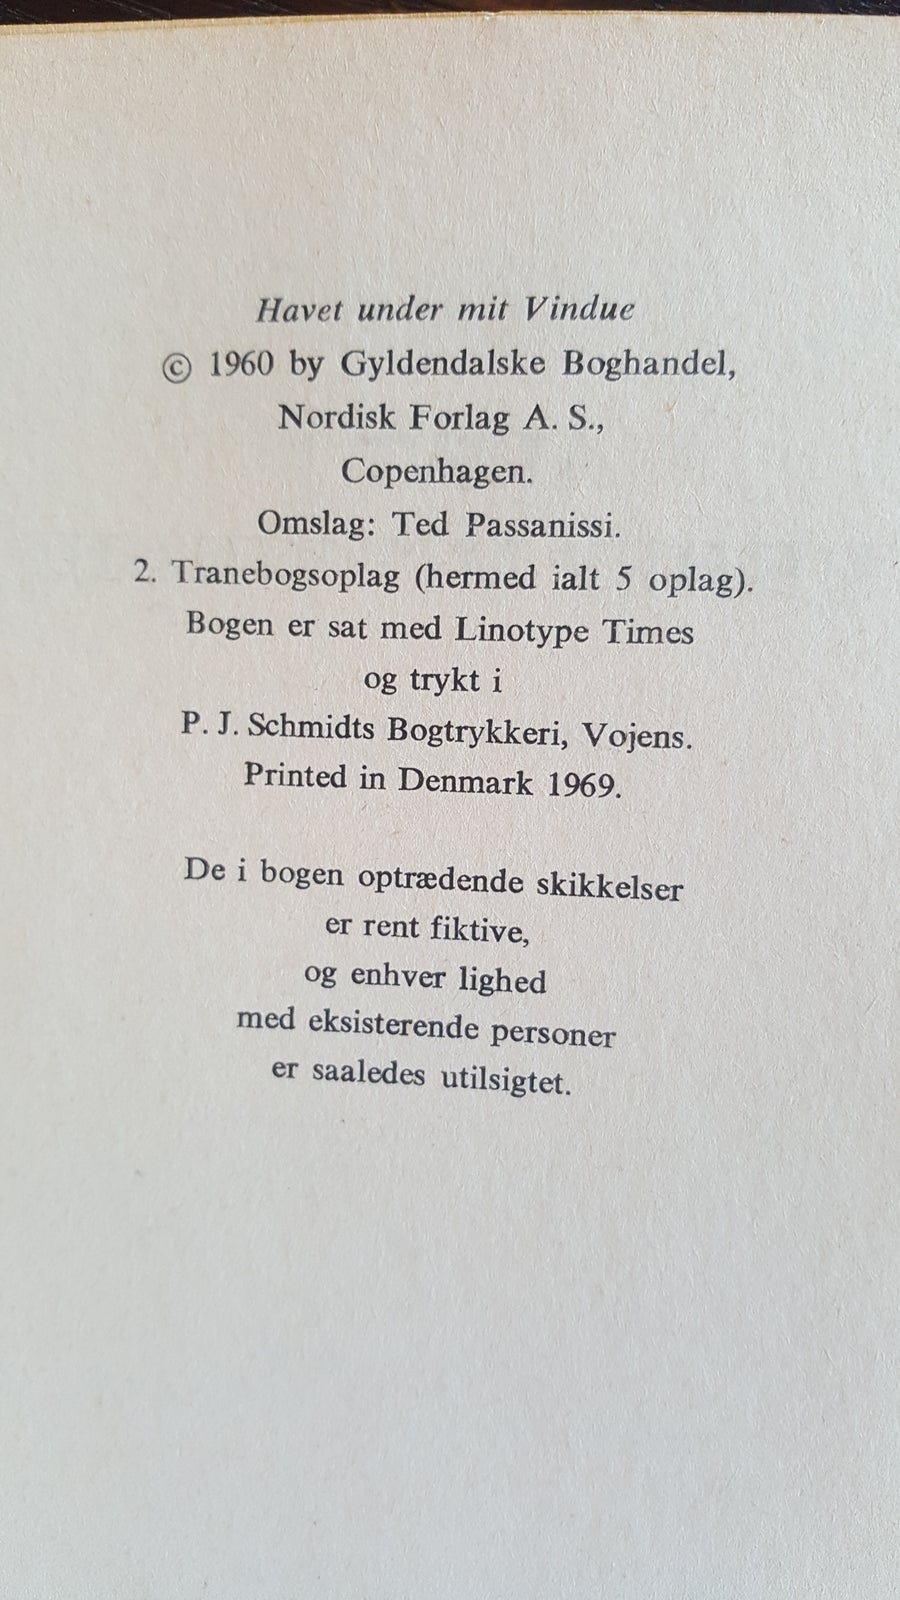 Havet under mit Vindue
© 1960 by Gyldendalske Boghandel,
Nordisk Forlag A. S.,
Copenhagen.
Omslag: Ted Passanissi.
2. Tranebogsoplag (hermed ialt 5 oplag).
Bogen er sat med Linotype Times
og trykt i
P. J. Schmidts Bogtrykkeri, Vojens.
Printed in Denmark 1969.
De i bogen optrædende skikkelser
er rent fiktive,
og enhver lighed
med eksisterende personer
er saaledes utilsigtet.